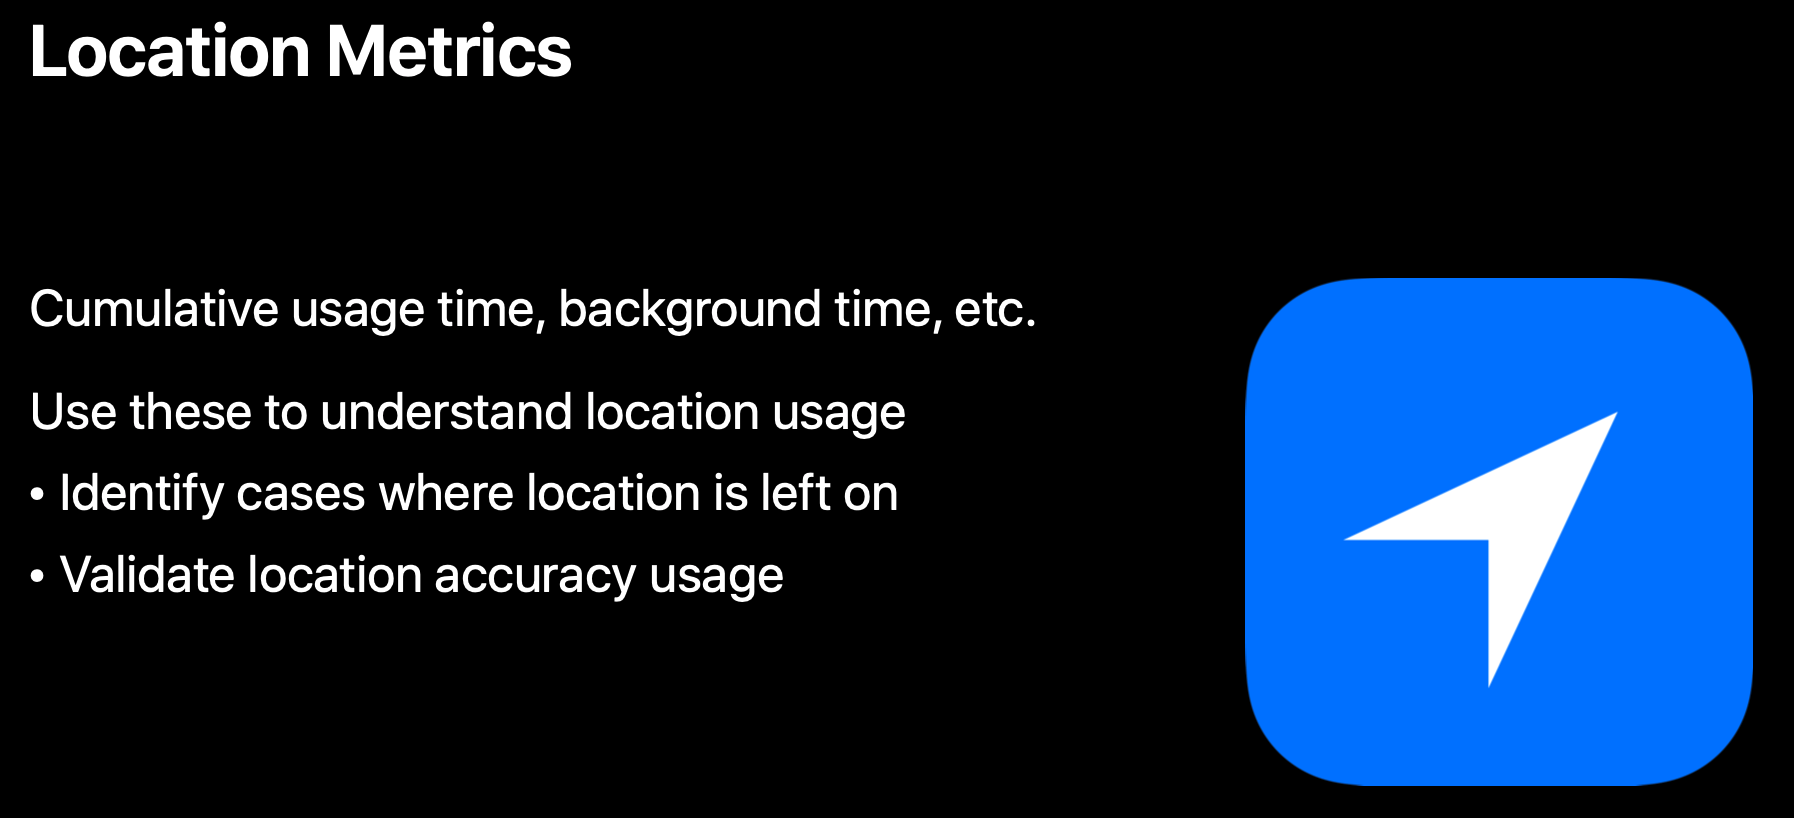 Location Metrics
Cumulative usage time, background time, etc.
Use these to understand location usage
• Identify cases where location is left on
• Validate location accuracy usage